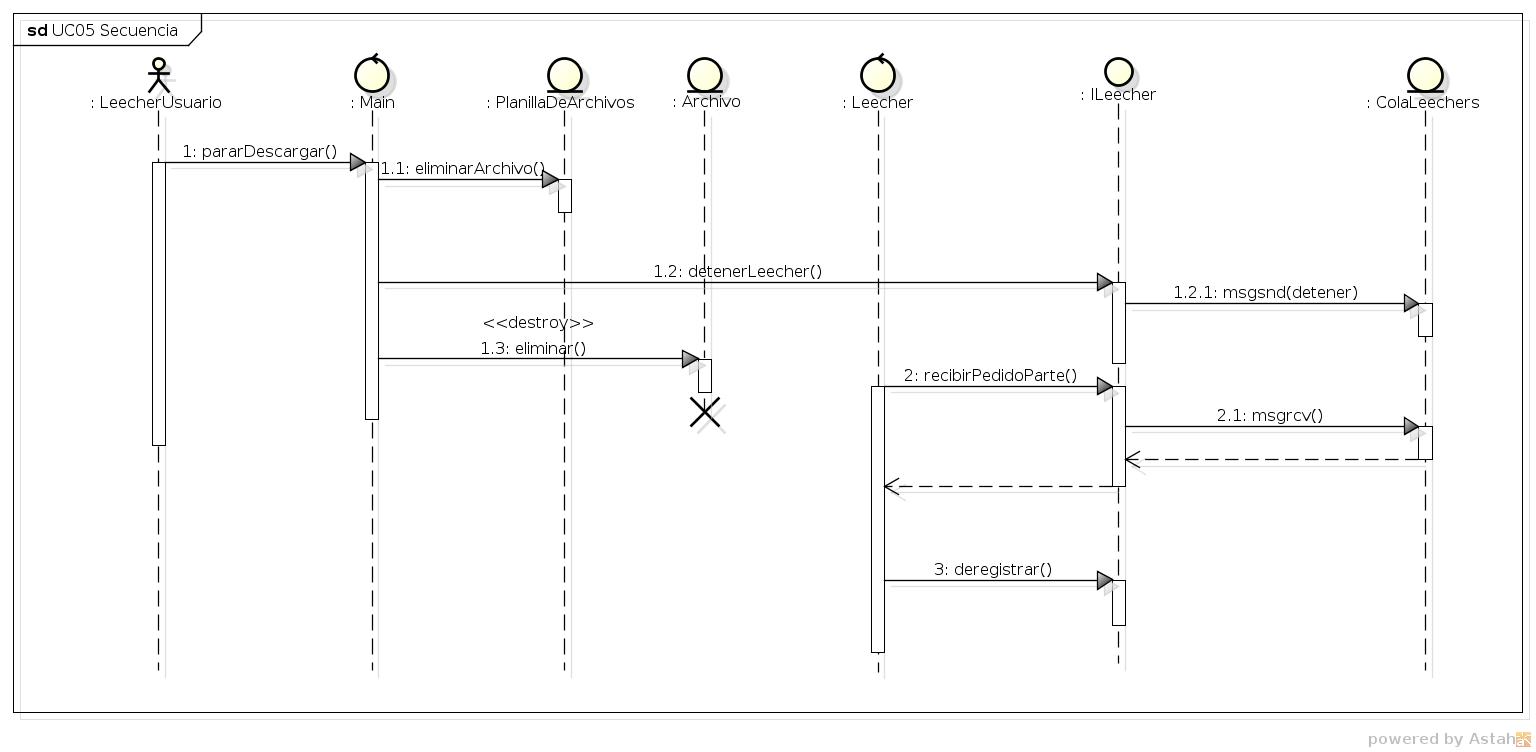 sd UC05 Secuencia
: LeecherUsuario
: Main
: PlanillaDeArchivos
: Archivo
: Leecher
: ILeecher
: ColaLeechers
1: pararDescargar()
1.1: eliminarArchivo()
1.2: detenerLeecher()
1.2.1: msgsnd(detener)
<<destroy>>
1.3: eliminar()
2: recibirPedidoParte()
2.1: msgrcv()
3: deregistrar()
powered by Astah